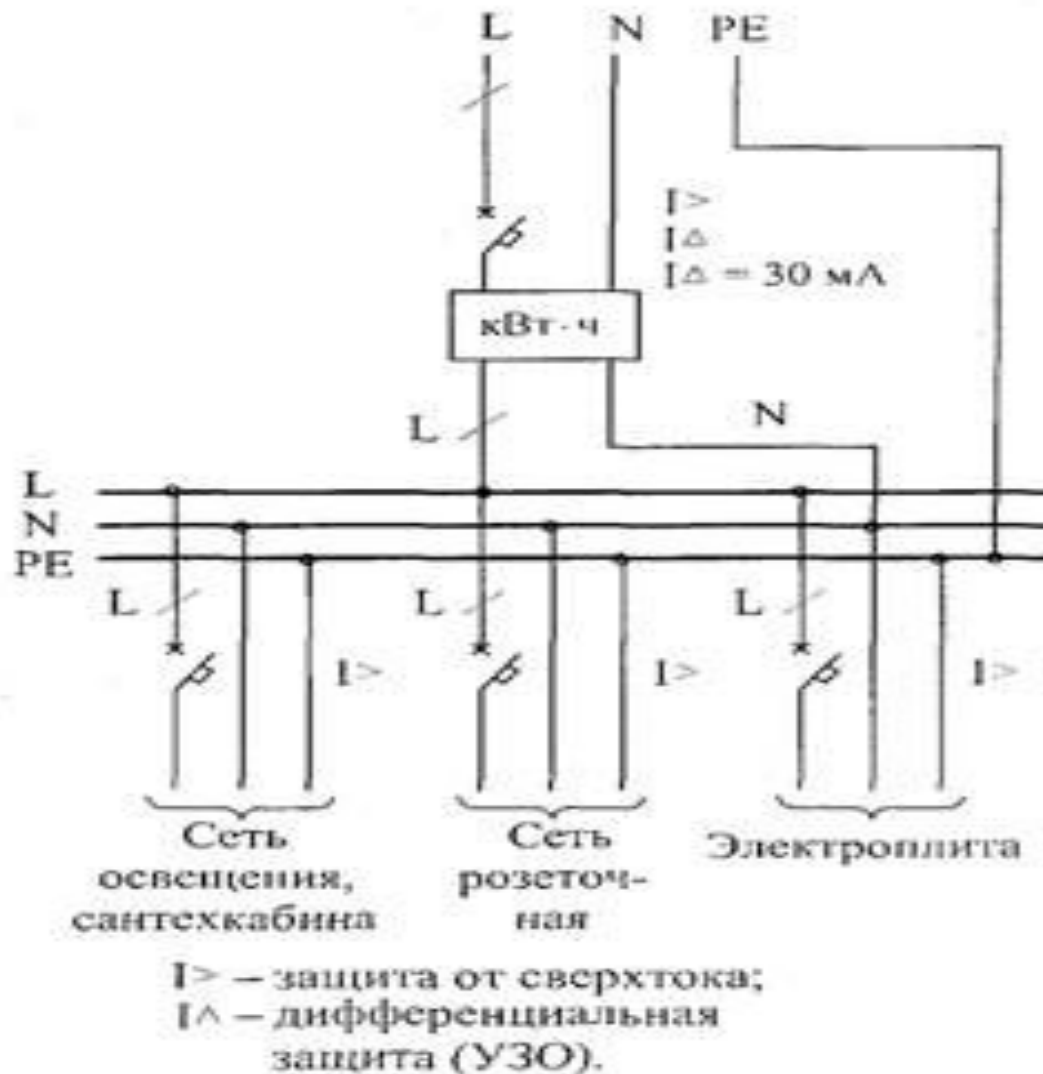 L N PE
I>
I△
I△ = 30 мА
кВт·ч
L
N
L
N
PE
L L L
I> I> I>
Сеть
освещения,
сантехкабина
Сеть
розеточ-
ная
Электроплита
I> – защита от сверхтока;
I△ – дифференциальная
защита (УЗО).